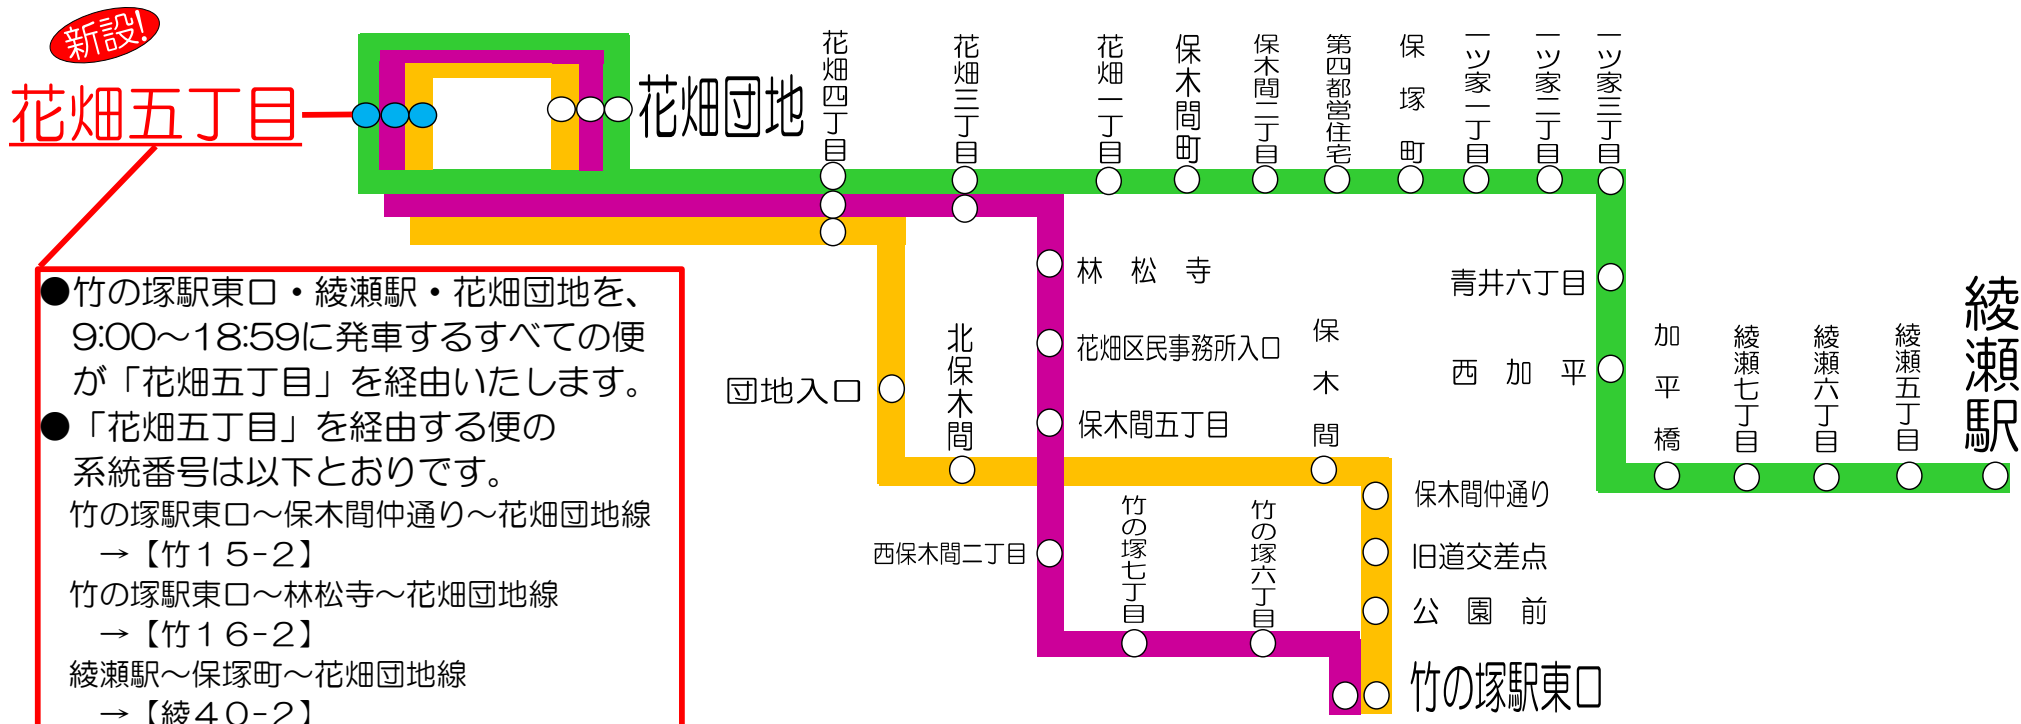 新設!
花畑五丁目
花畑団地
花畑四丁目
花畑三丁目
花畑一丁目
保木間町
保木間二丁目
第四都営住宅
保塚町
一ツ家一丁目
一ツ家二丁目
一ツ家三丁目
青井六丁目
西加平
加平橋
綾瀬七丁目
綾瀬六丁目
綾瀬五丁目
綾瀬駅
林松寺
花畑区民事務所入口
保木間五丁目
団地入口
北保木間
保木間
保木間仲通り
旧道交差点
公園前
西保木間二丁目
竹の塚七丁目
竹の塚六丁目
竹の塚駅東口
●竹の塚駅東口・綾瀬駅・花畑団地を、
9:00～18:59に発車するすべての便
が「花畑五丁目」を経由いたします。
●「花畑五丁目」を経由する便の
系統番号は以下とおりです。
竹の塚駅東口～保木間仲通り～花畑団地線
→【竹１５-２】
竹の塚駅東口～林松寺～花畑団地線
→【竹１６-２】
綾瀬駅～保塚町～花畑団地線
→【綾４０-２】